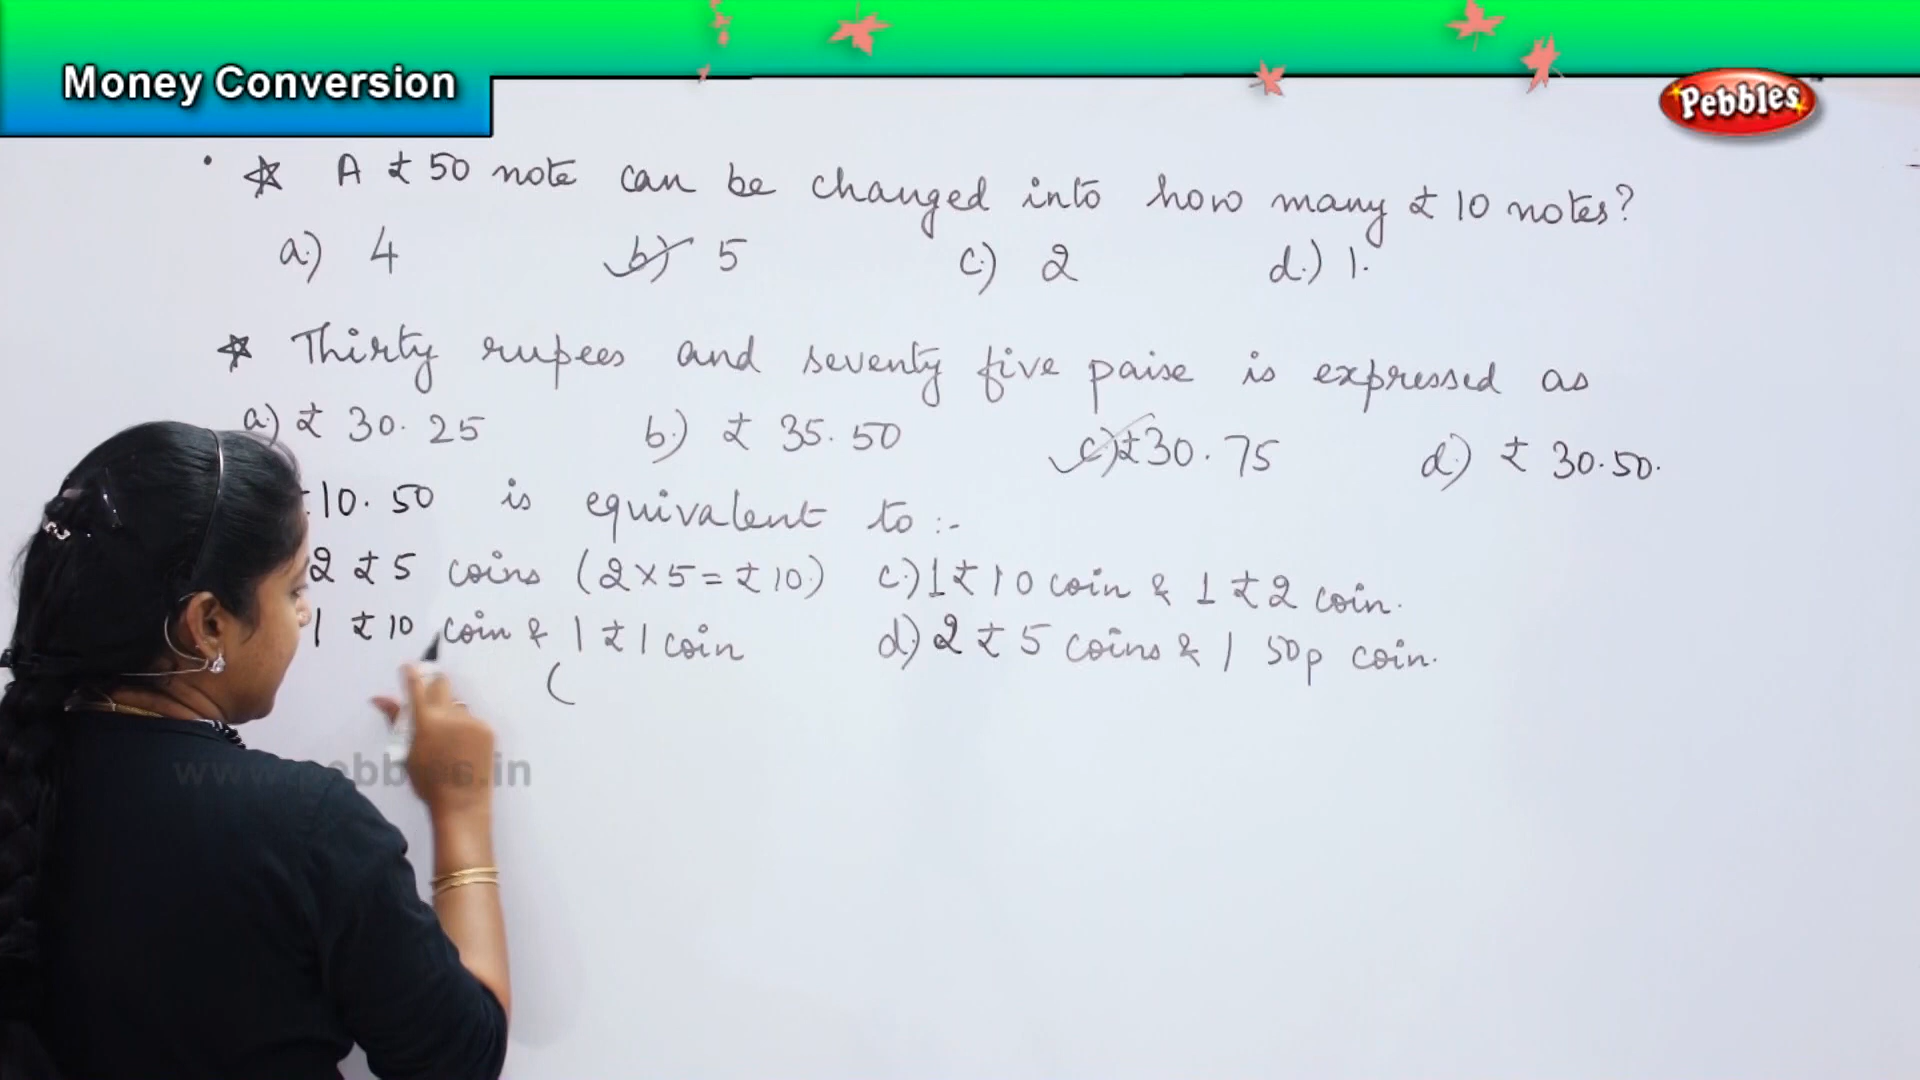 Money Conversion
Pebbles
☆ A ₹ 50 note can be changed into how many ₹ 10 notes?
a.) 4 b.) 5 c.) 2 d.) 1.
☆ Thirty rupees and seventy five paise is expressed as
a.) ₹ 30.25 b.) ₹ 35.50 c.) ₹30.75 d.) ₹ 30.50.
10.50 is equivalent to :-
2 ₹ 5 coins (2×5=₹10.) c.) 1 ₹ 10 coin & 1 ₹ 2 coin.
1 ₹ 10 coin & 1 ₹ 1 coin d.) 2 ₹ 5 coins & 1 50p coin.
(
www.pebbles.in